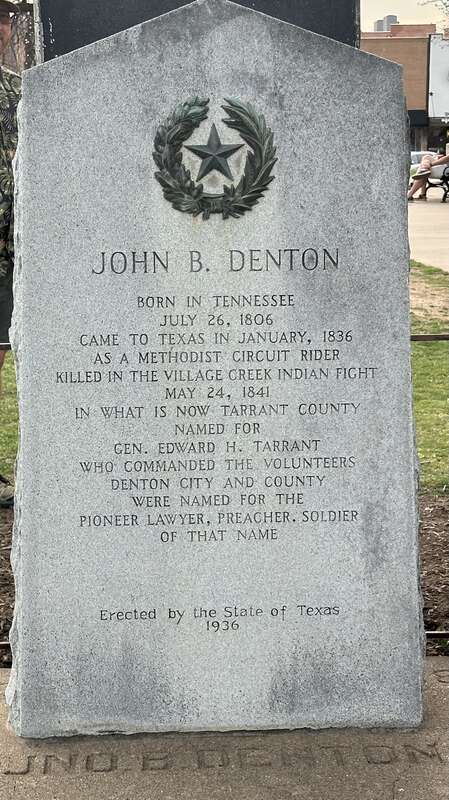 JOHN B. DENTON
BORN IN TENNESSEE
JULY 26, 1806
CAME TO TEXAS IN JANUARY, 1836
AS A METHODIST CIRCUIT RIDER
KILLED IN THE VILLAGE CREEK INDIAN FIGHT
MAY 24, 1841
IN WHAT IS NOW TARRANT COUNTY
NAMED FOR
GEN. EDWARD H. TARRANT
WHO COMMANDED THE VOLUNTEERS
DENTON CITY AND COUNTY
WERE NAMED FOR THE
PIONEER LAWYER, PREACHER, SOLDIER
OF THAT NAME
Erected by the State of Texas
1936
JNO. B. DENTON